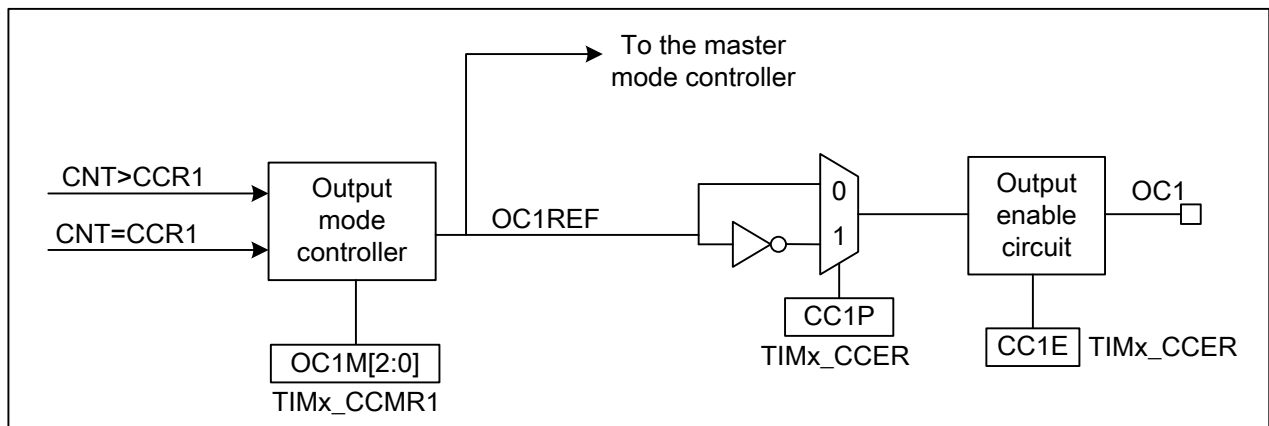 To the master
mode controller
CNT>CCR1
CNT=CCR1
Output
mode
controller
OC1REF
0
1
Output
enable
circuit
OC1
OC1M[2:0]
TIMx_CCMR1
CC1P
TIMx_CCER
CC1E
TIMx_CCER